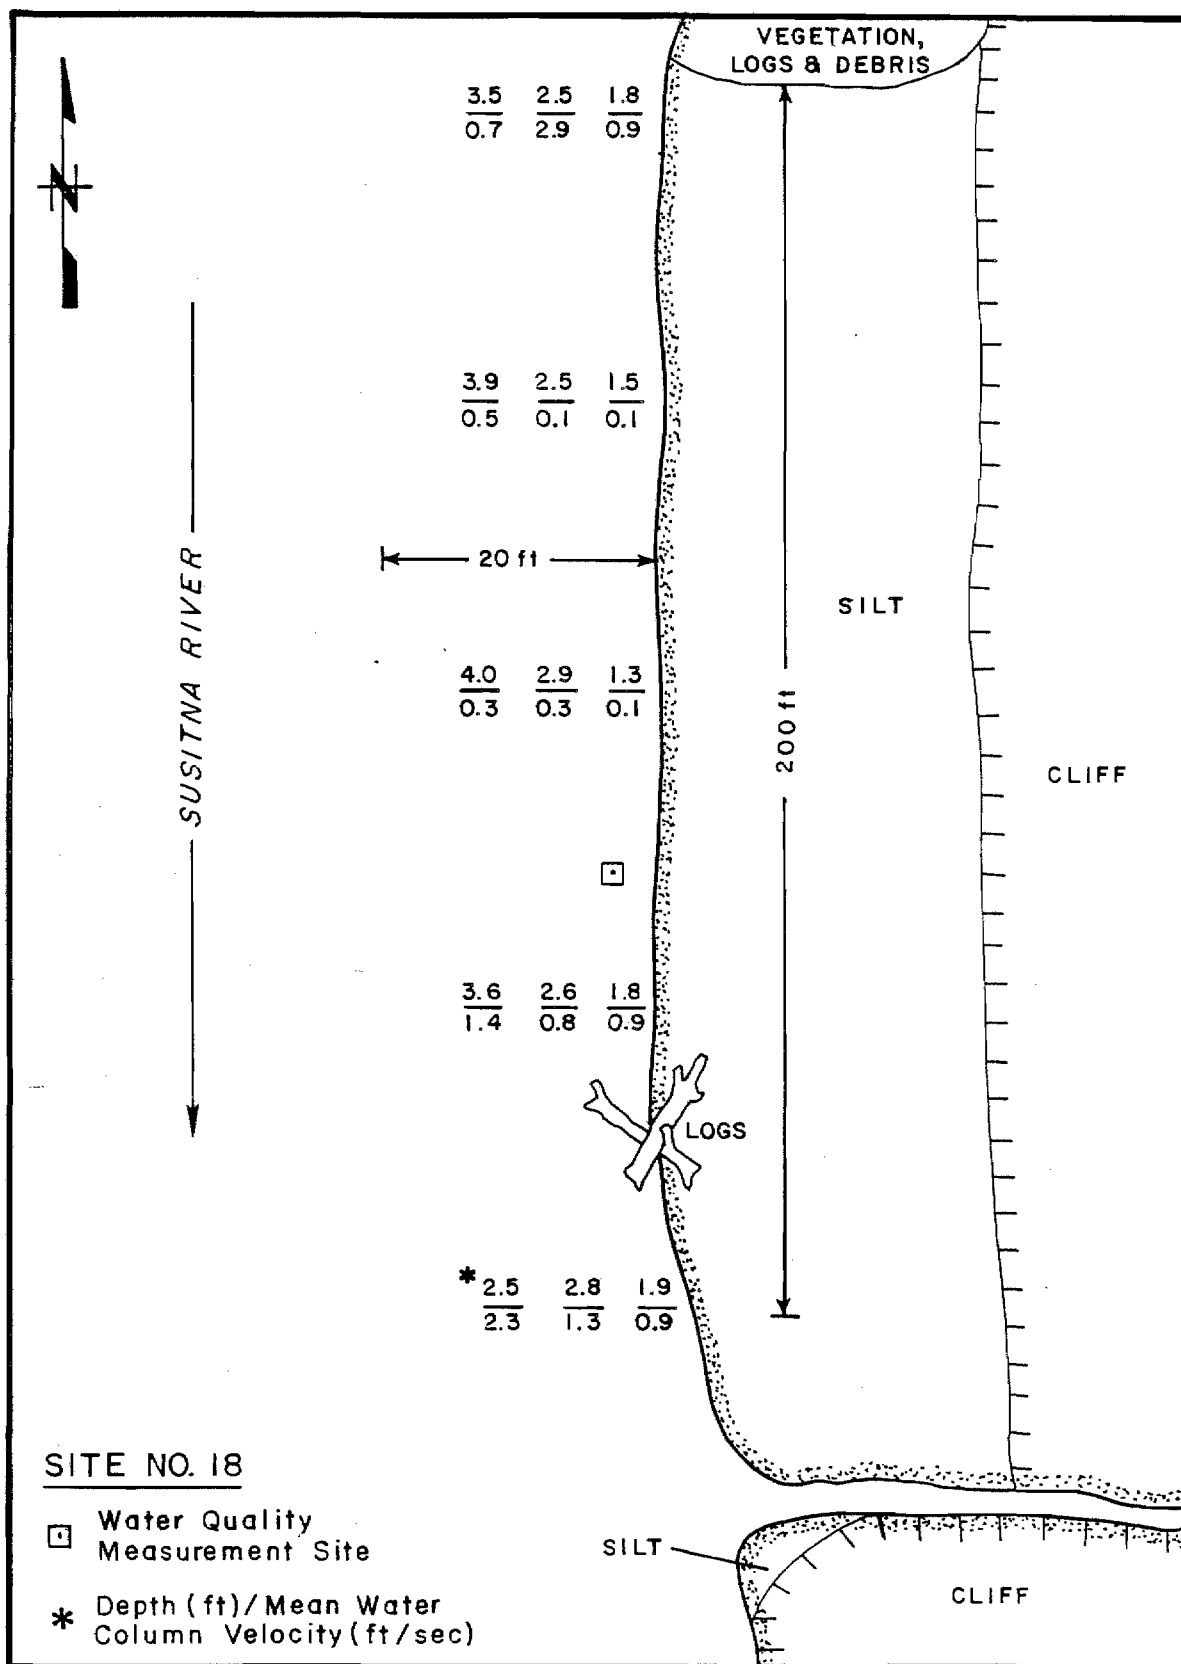 VEGETATION,
LOGS & DEBRIS
3.5 2.5 1.8
0.7 2.9 0.9
N
3.9 2.5 1.5
0.5 0.1 0.1
20 ft
SILT
4.0 2.9 1.3
0.3 0.3 0.1
SUSITNA RIVER
200 ft
CLIFF
3.6 2.6 1.8
1.4 0.8 0.9
LOGS
* 2.5 2.8 1.9
2.3 1.3 0.9
SITE NO. 18
Water Quality
Measurement Site
* Depth (ft)/Mean Water
Column Velocity (ft/sec)
SILT
CLIFF